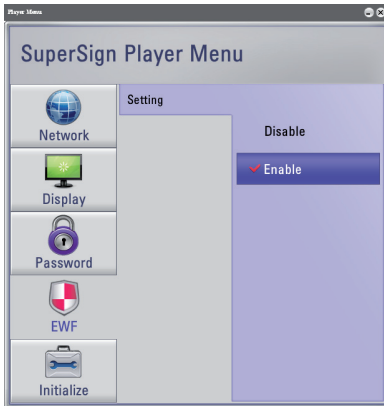 Player Menu
SuperSign Player Menu
Network
Display
Password
EWF
Initialize
Setting
Disable
Enable